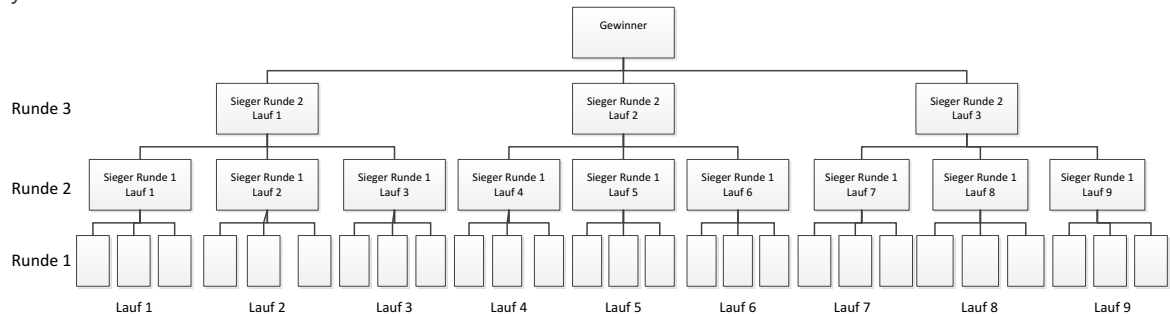 Gewinner
Runde 3
Sieger Runde 2
Lauf 1
Sieger Runde 2
Lauf 2
Sieger Runde 2
Lauf 3
Runde 2
Sieger Runde 1
Lauf 1
Sieger Runde 1
Lauf 2
Sieger Runde 1
Lauf 3
Sieger Runde 1
Lauf 4
Sieger Runde 1
Lauf 5
Sieger Runde 1
Lauf 6
Sieger Runde 1
Lauf 7
Sieger Runde 1
Lauf 8
Sieger Runde 1
Lauf 9
Runde 1
Lauf 1
Lauf 2
Lauf 3
Lauf 4
Lauf 5
Lauf 6
Lauf 7
Lauf 8
Lauf 9